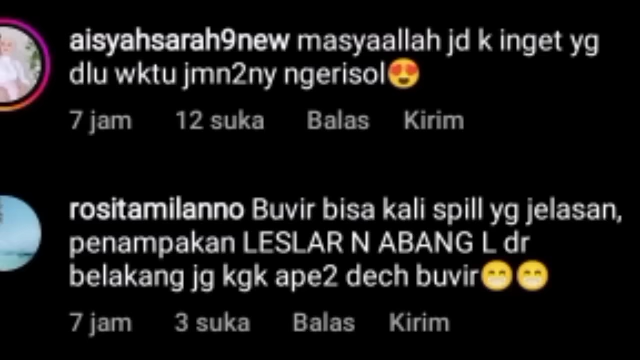 aisyahsarah9new masyaallah jd k inget yg
dlu wktu jmn2ny ngerisol😍
7 jam 12 suka Balas Kirim
rositamilanno Buvir bisa kali spill yg jelasan,
penampakan LESLAR N ABANG L dr
belakang jg kgk ape2 dech buvir😁😁
7 jam 3 suka Balas Kirim